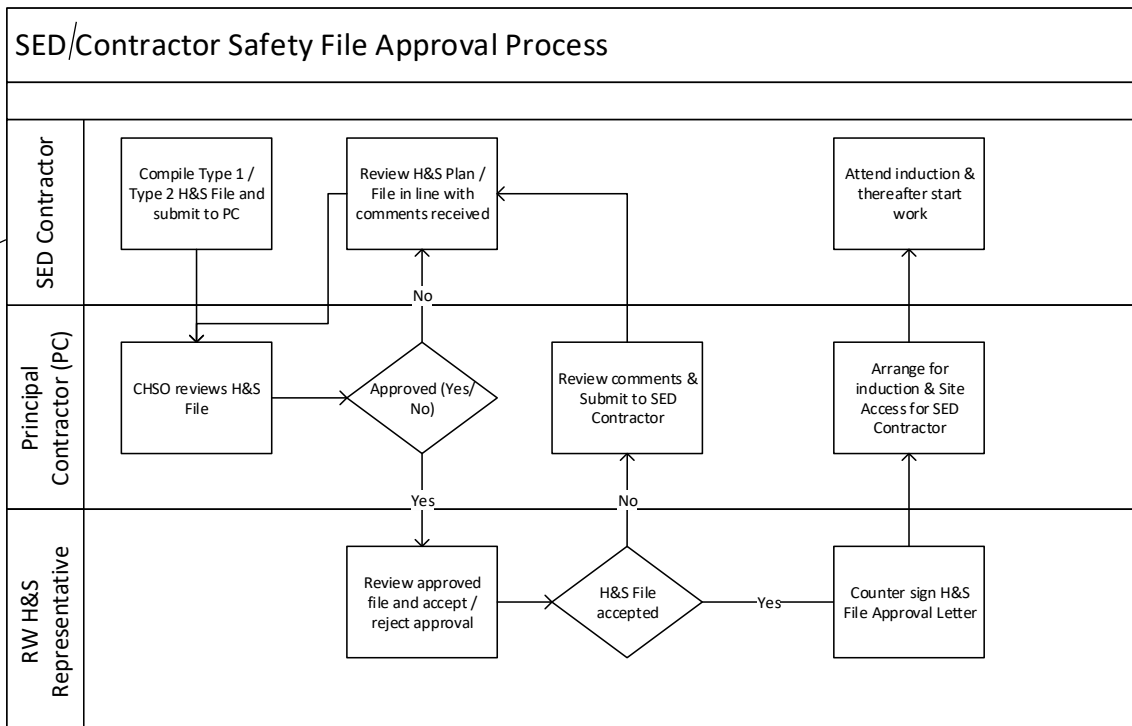 SED/Contractor Safety File Approval Process
SED Contractor
Compile Type 1 /
Type 2 H&S File and
submit to PC
Review H&S Plan /
File in line with
comments received
Attend induction &
thereafter start
work
No
Principal
Contractor (PC)
CHSO reviews H&S
File
Approved (Yes/
No)
Review comments &
Submit to SED
Contractor
Arrange for
induction & Site
Access for SED
Contractor
Yes
No
RW H&S
Representative
Review approved
file and accept /
reject approval
H&S File
accepted
Yes
Counter sign H&S
File Approval Letter